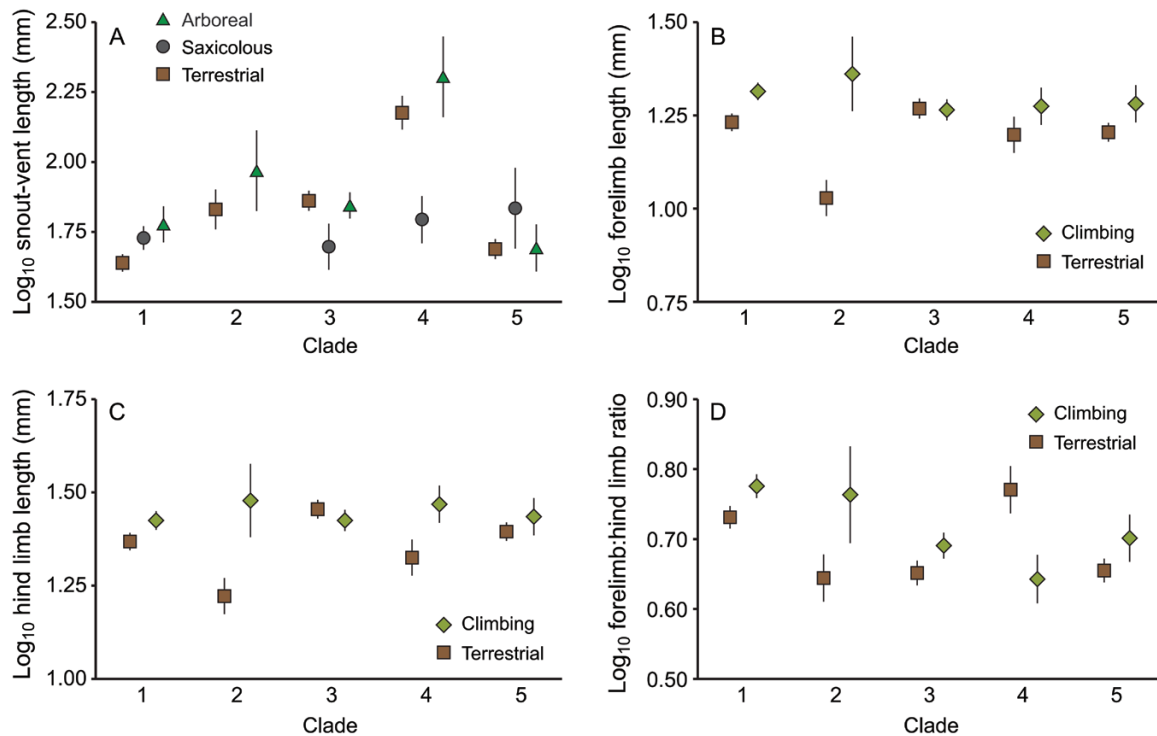 A
Arboreal
Saxicolous
Terrestrial
Log10 snout-vent length (mm)
2.50
2.25
2.00
1.75
1.50
1 2 3 4 5
Clade
B
Log10 forelimb length (mm)
1.50
1.25
1.00
0.75
Climbing
Terrestrial
1 2 3 4 5
Clade
C
Log10 hind limb length (mm)
1.75
1.50
1.25
1.00
Climbing
Terrestrial
1 2 3 4 5
Clade
D
Log10 forelimb:hind limb ratio
0.90
0.80
0.70
0.60
0.50
Climbing
Terrestrial
1 2 3 4 5
Clade